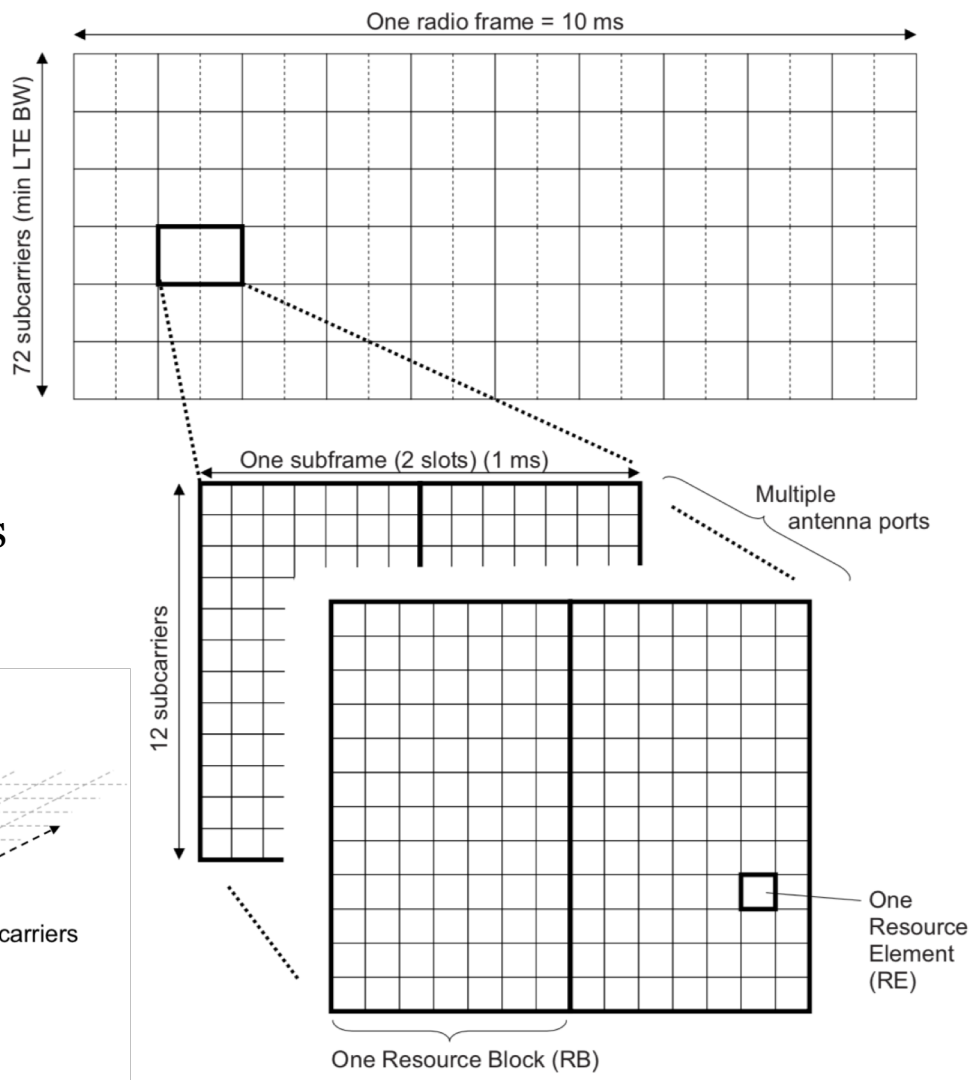 One radio frame = 10 ms
72 subcarriers (min LTE BW)
One subframe (2 slots) (1 ms)
Multiple
antenna ports
s
12 subcarriers
carriers
One
Resource
Element
(RE)
One Resource Block (RB)